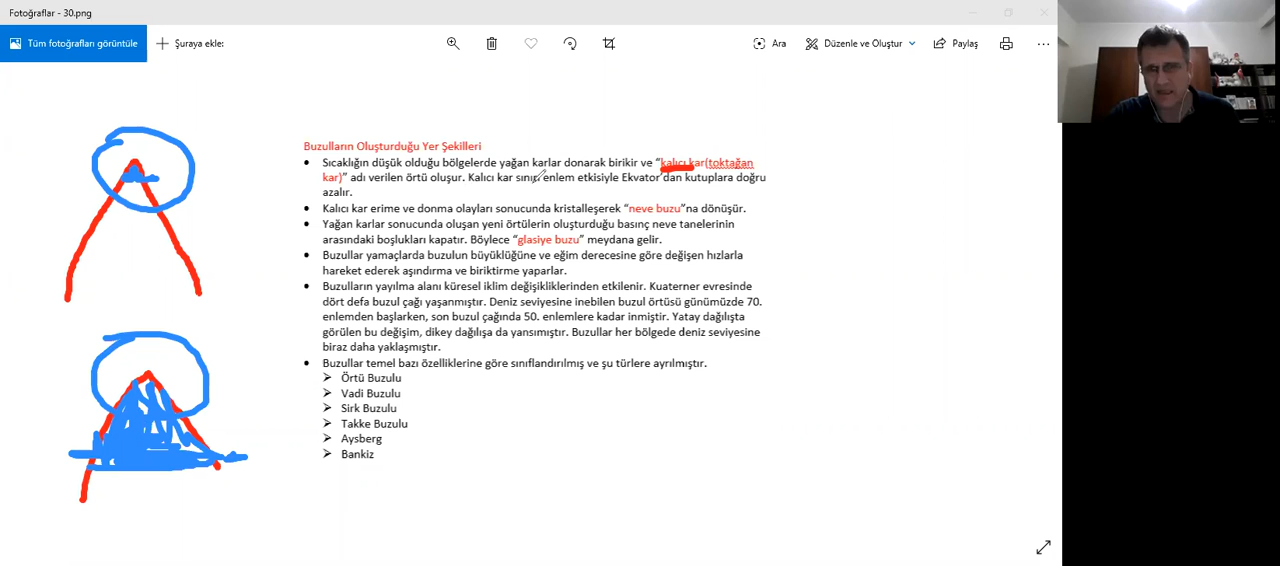 Fotoğraflar - 30.png
Tüm fotoğrafları görüntüle
Şuraya ekle:
Ara
Düzenle ve Oluştur
Paylaş
Buzulların Oluşturduğu Yer Şekilleri
• Sıcaklığın düşük olduğu bölgelerde yağan karlar donarak birikir ve “kalıcı kar(toktağan
kar)” adı verilen örtü oluşur. Kalıcı kar sınırı enlem etkisiyle Ekvator’dan kutuplara doğru
azalır.
• Kalıcı kar erime ve donma olayları sonucunda kristalleşerek “neve buzu”na dönüşür.
• Yağan karlar sonucunda oluşan yeni örtülerin oluşturduğu basınç neve tanelerinin
arasındaki boşlukları kapatır. Böylece “glasiye buzu” meydana gelir.
• Buzullar yamaçlarda buzulun büyüklüğüne ve eğim derecesine göre değişen hızlarla
hareket ederek aşındırma ve biriktirme yaparlar.
• Buzulların yayılma alanı küresel iklim değişikliklerinden etkilenir. Kuaterner evresinde
dört defa buzul çağı yaşanmıştır. Deniz seviyesine inebilen buzul örtüsü günümüzde 70.
enlemden başlarken, son buzul çağında 50. enlemlere kadar inmiştir. Yatay dağılışta
görülen bu değişim, dikey dağılışa da yansımıştır. Buzullar her bölgede deniz seviyesine
biraz daha yaklaşmıştır.
• Buzullar temel bazı özelliklerine göre sınıflandırılmış ve şu türlere ayrılmıştır.
➢ Örtü Buzulu
➢ Vadi Buzulu
➢ Sirk Buzulu
➢ Takke Buzulu
➢ Aysberg
➢ Bankiz